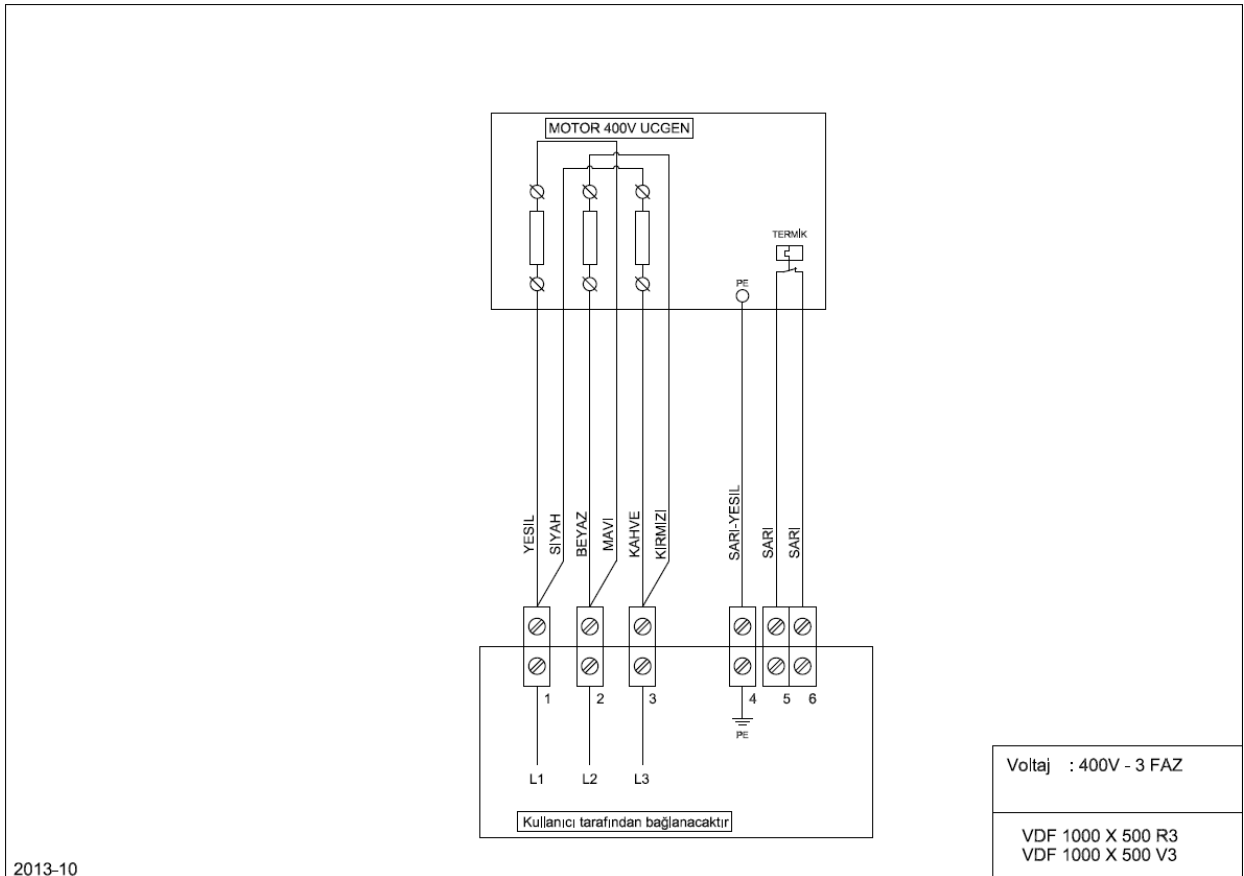 MOTOR 400V UCGEN
TERMİK
PE
YESIL
SIYAH
BEYAZ
MAVI
KAHVE
KIRMIZI
SARI-YESIL
SARI
SARI
1
2
3
4
5
6
PE
L1
L2
L3
Kullanıcı tarafından bağlanacaktır
Voltaj : 400V - 3 FAZ
VDF 1000 X 500 R3
VDF 1000 X 500 V3
2013-10